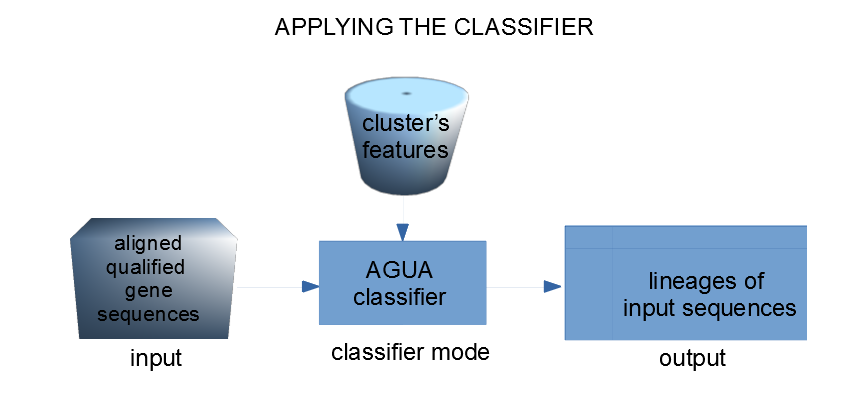 APPLYING THE CLASSIFIER
cluster's
features
aligned
qualified
gene
sequences
input
AGUA
classifier
classifier mode
lineages of
input sequences
output